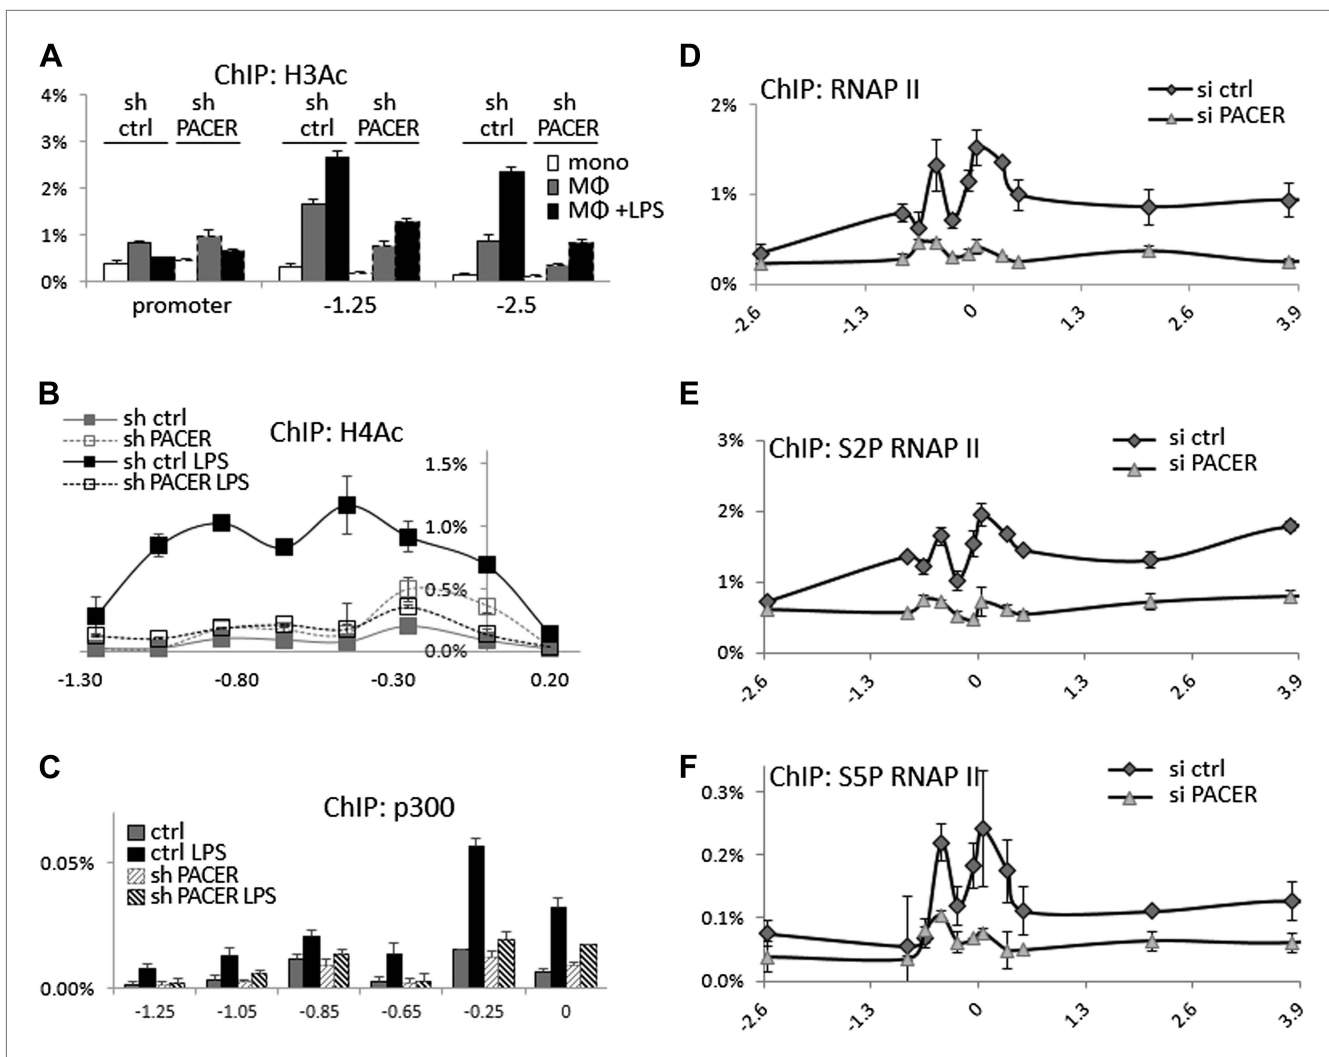 A
ChIP: H3Ac
4%
3%
2%
1%
0%
sh
ctrl
sh
PACER
sh
ctrl
sh
PACER
sh
ctrl
sh
PACER
mono
MΦ
MΦ +LPS
promoter
-1.25
-2.5
B
sh ctrl
sh PACER
sh ctrl LPS
sh PACER LPS
ChIP: H4Ac
1.5%
1.0%
0.5%
0.0%
-1.30
-0.80
-0.30
0.20
C
ChIP: p300
ctrl
ctrl LPS
sh PACER
sh PACER LPS
0.05%
0.00%
-1.25
-1.05
-0.85
-0.65
-0.25
0
D
ChIP: RNAP II
si ctrl
si PACER
2%
1%
0%
-2.6
-1.3
0
1.3
2.6
3.9
E
ChIP: S2P RNAP II
si ctrl
si PACER
3%
2%
1%
0%
-2.6
-1.3
0
1.3
2.6
3.9
F
ChIP: S5P RNAP II
si ctrl
si PACER
0.3%
0.2%
0.1%
0.0%
-2.6
-1.3
0
1.3
2.6
3.9